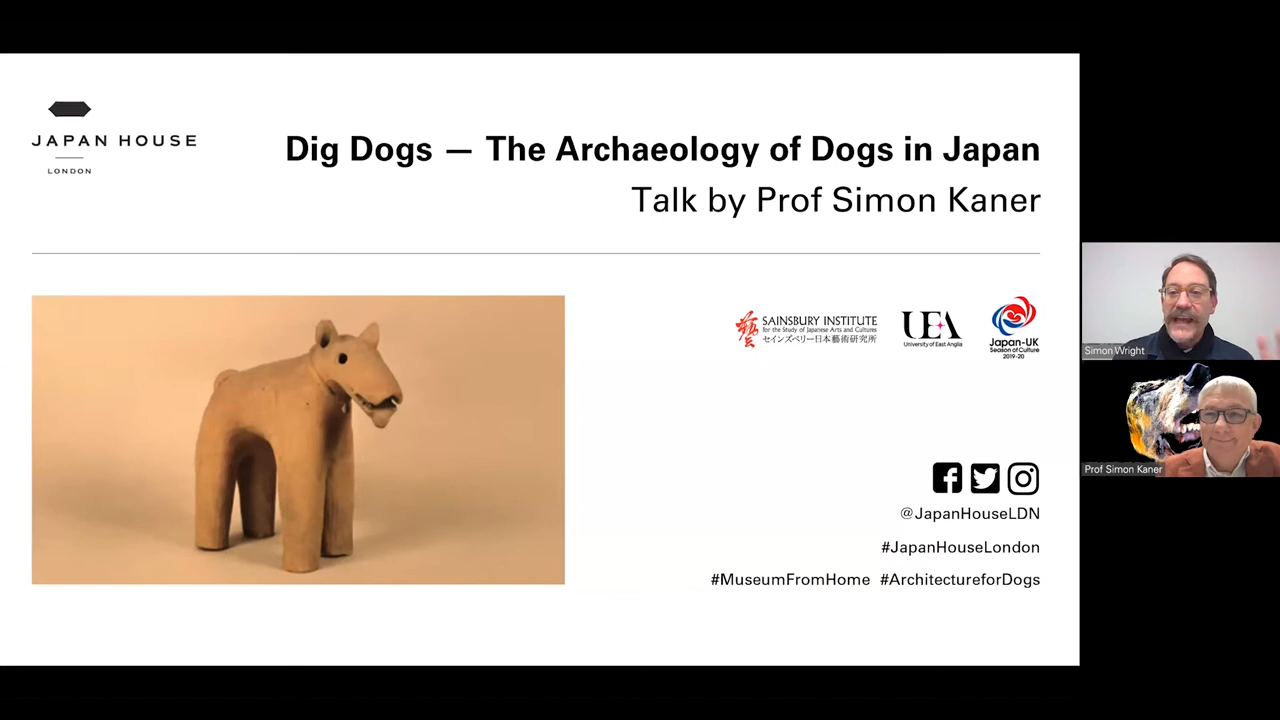 JAPAN HOUSE
LONDON
Dig Dogs — The Archaeology of Dogs in Japan
Talk by Prof Simon Kaner
SAINSBURY INSTITUTE
for the Study of Japanese Arts and Cultures
セインズベリー日本藝術研究所
UEA
University of East Anglia
Japan-UK
Season of Culture
2019-20
@JapanHouseLDN
#JapanHouseLondon
#MuseumFromHome #ArchitectureforDogs
Simon Wright
Prof Simon Kaner